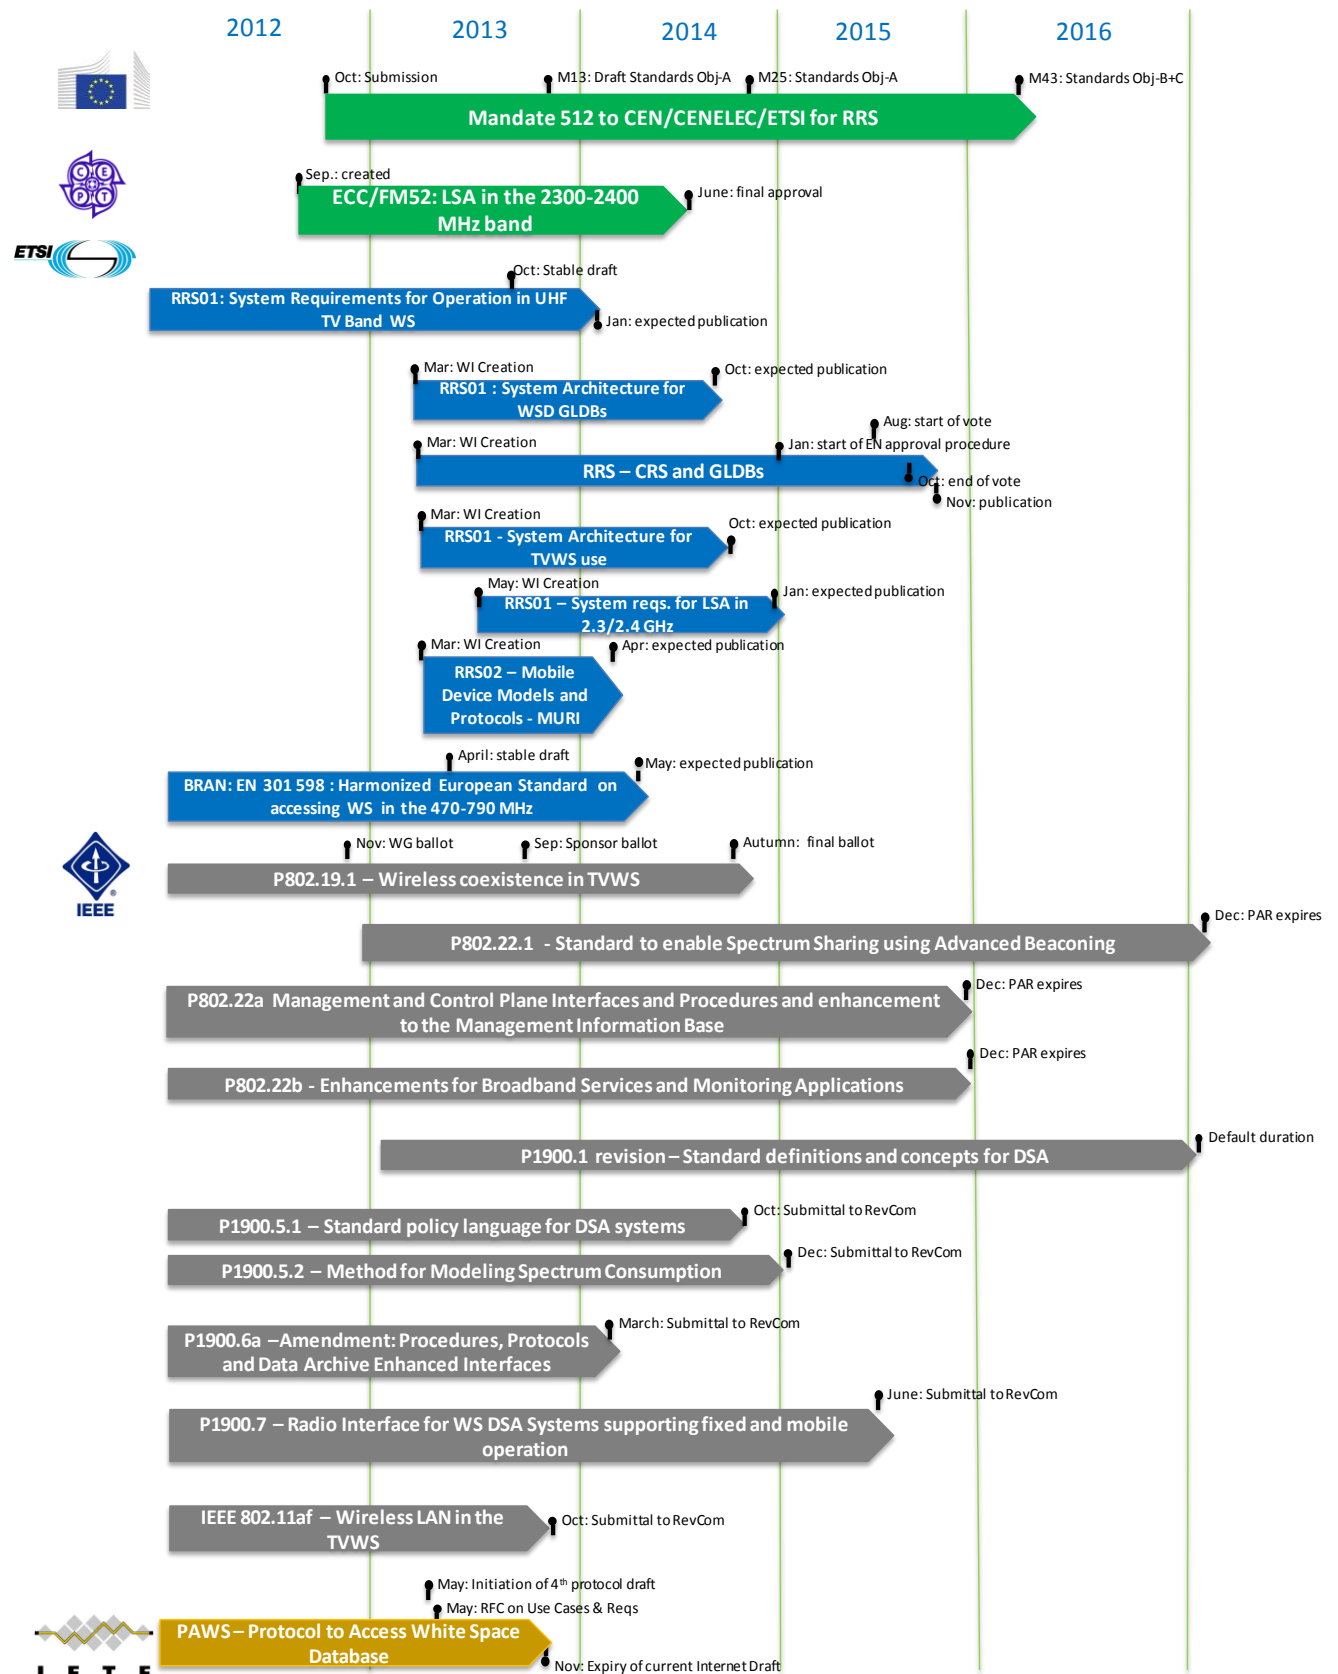 2012
2013
2014
2015
2016
Oct: Submission
M13: Draft Standards Obj-A
M25: Standards Obj-A
M43: Standards Obj-B+C
Mandate 512 to CEN/CENELEC/ETSI for RRS
C E
P T
Sep.: created
ECC/FM52: LSA in the 2300-2400
MHz band
June: final approval
ETSI
Oct: Stable draft
RRS01: System Requirements for Operation in UHF
TV Band WS
Jan: expected publication
Mar: WI Creation
Oct: expected publication
RRS01 : System Architecture for
WSD GLDBs
Aug: start of vote
Mar: WI Creation
Jan: start of EN approval procedure
RRS – CRS and GLDBs
Oct: end of vote
Nov: publication
Mar: WI Creation
Oct: expected publication
RRS01 - System Architecture for
TVWS use
May: WI Creation
Jan: expected publication
RRS01 – System reqs. for LSA in
2.3/2.4 GHz
Mar: WI Creation
Apr: expected publication
RRS02 – Mobile
Device Models and
Protocols - MURI
April: stable draft
May: expected publication
BRAN: EN 301 598 : Harmonized European Standard on
accessing WS in the 470-790 MHz
IEEE
®
Nov: WG ballot
Sep: Sponsor ballot
Autumn: final ballot
P802.19.1 – Wireless coexistence in TVWS
Dec: PAR expires
P802.22.1 - Standard to enable Spectrum Sharing using Advanced Beaconing
Dec: PAR expires
P802.22a Management and Control Plane Interfaces and Procedures and enhancement
to the Management Information Base
Dec: PAR expires
P802.22b - Enhancements for Broadband Services and Monitoring Applications
Default duration
P1900.1 revision – Standard definitions and concepts for DSA
Oct: Submittal to RevCom
P1900.5.1 – Standard policy language for DSA systems
Dec: Submittal to RevCom
P1900.5.2 – Method for Modeling Spectrum Consumption
March: Submittal to RevCom
P1900.6a – Amendment: Procedures, Protocols
and Data Archive Enhanced Interfaces
June: Submittal to RevCom
P1900.7 – Radio Interface for WS DSA Systems supporting fixed and mobile
operation
IEEE 802.11af – Wireless LAN in the
TVWS
Oct: Submittal to RevCom
May: Initiation of 4th protocol draft
May: RFC on Use Cases & Reqs
PAWS – Protocol to Access White Space
Database
Nov: Expiry of current Internet Draft
I E T F